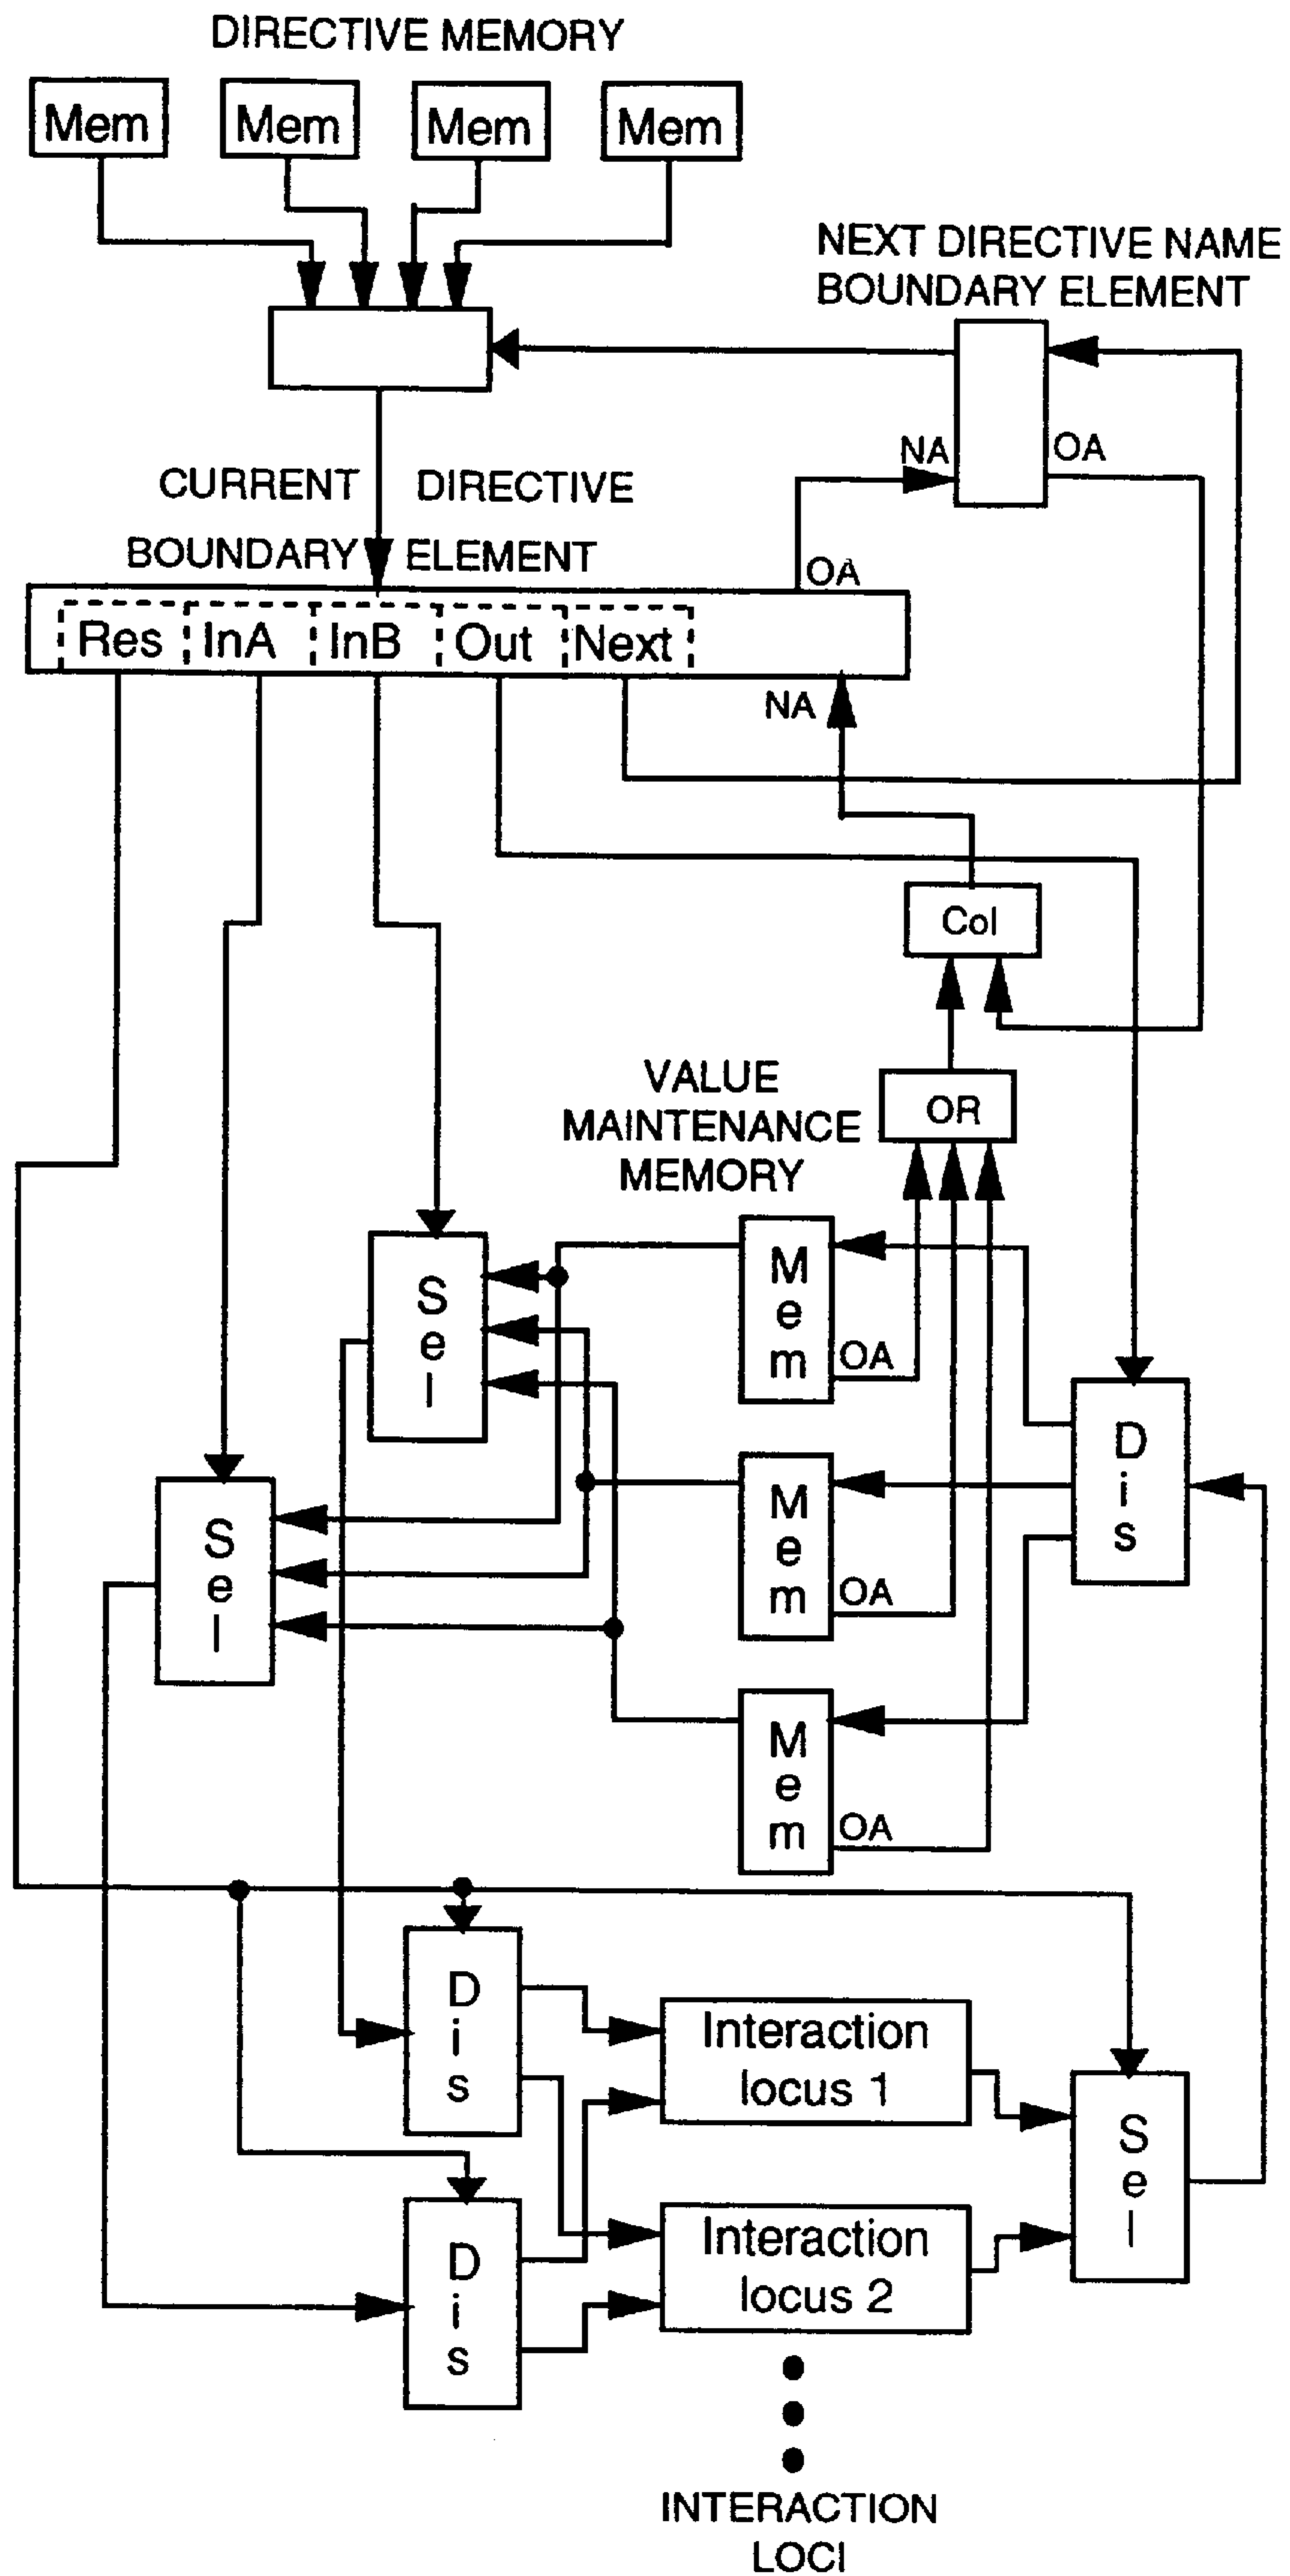 DIRECTIVE MEMORY
Mem Mem Mem Mem
NEXT DIRECTIVE NAME
BOUNDARY ELEMENT
NA OA
CURRENT DIRECTIVE
BOUNDARY ELEMENT
OA
Res InA InB Out Next
NA
Col
OR
VALUE
MAINTENANCE
MEMORY
Sel
Mem
OA
Dis
Sel
Mem
OA
Mem
OA
Dis
Interaction
locus 1
Sel
Dis
Interaction
locus 2
INTERACTION
LOCI